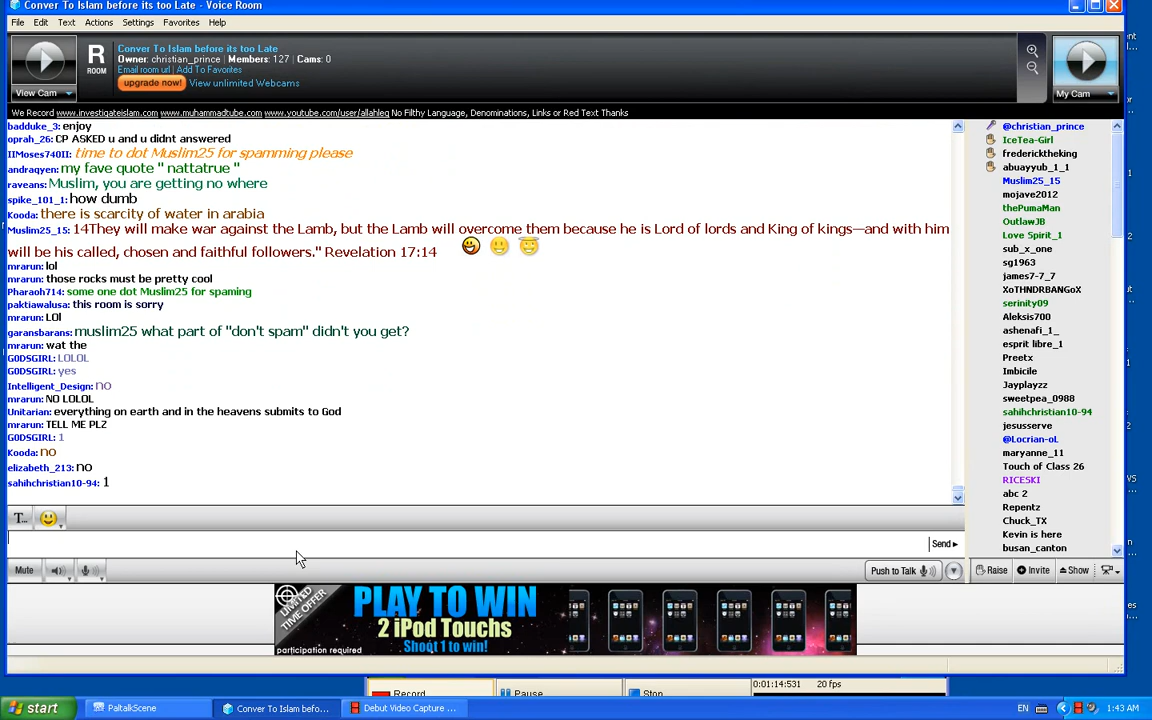 Conver To Islam before its too Late - Voice Room
File Edit Text Actions Settings Favorites Help
View Cam
R
ROOM
Conver To Islam before its too Late
Owner: christian_prince | Members: 127 | Cams: 0
Email room url | Add To Favorites
upgrade now! View unlimited Webcams
My Cam
We Record www.investigateislam.com www.muhammadtube.com www.youtube.com/user/allahleg No Filthy Language, Denominations, Links or Red Text Thanks
badduke_3: enjoy
oprah_26: CP ASKED u and u didnt answered
IIMoses740II: time to dot Muslim25 for spamming please
andraqyen: my fave quote " nattatrue "
raveans: Muslim, you are getting no where
spike_101_1: how dumb
Kooda: there is scarcity of water in arabia
Muslim25_15: 14They will make war against the Lamb, but the Lamb will overcome them because he is Lord of lords and King of kings—and with him
will be his called, chosen and faithful followers." Revelation 17:14
mrarun: lol
mrarun: those rocks must be pretty cool
Pharaoh714: some one dot Muslim25 for spaming
paktiawalusa: this room is sorry
mrarun: LOl
garansbarans: muslim25 what part of "don't spam" didn't you get?
mrarun: wat the
G0DSGIRL: LOLOL
G0DSGIRL: yes
Intelligent_Design: no
mrarun: NO LOLOL
Unitarian: everything on earth and in the heavens submits to God
mrarun: TELL ME PLZ
G0DSGIRL: 1
Kooda: no
elizabeth_213: no
sahihchristian10-94: 1
@christian_prince
IceTea-Girl
fredericktheking
abuayyub_1_1
Muslim25_15
mojave2012
thePumaMan
OutlawJB
Love Serinity_1
sub_x_one
sg1963
james7-7_7
XoTHNDRBANGoX
serinity09
Aleksis700
ashenafi_1_
esprit libre_1
Preetx
Imbicile
Jayplayzz
sweetpea_0988
sahihchristian10-94
jesusserve
@Locrian-oL
maryanne_11
Touch of Class 26
RICESKI
abc 2
Repentz
Chuck_TX
Kevin is here
busan_canton
T...
Send
Mute
Push to Talk
Raise Invite Show
LIMITED
TIME OFFER
participation required
PLAY TO WIN
2 iPod Touchs
Shoot 1 to win!
Record Pause Stop 0:01:14:531 20 fps
start PaltalkScene Conver To Islam befo... Debut Video Capture ... EN 1:43 AM